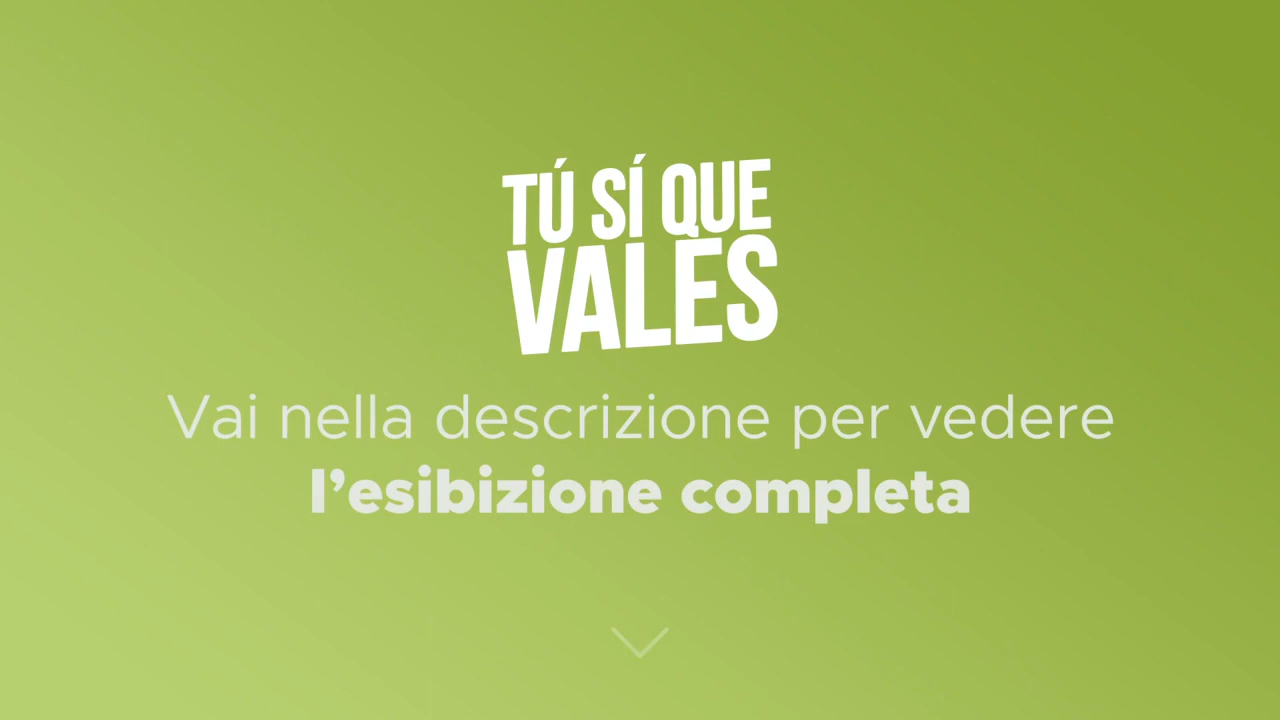 TÚ SÍ QUE
VALES
Vai nella descrizione per vedere
l’esibizione completa